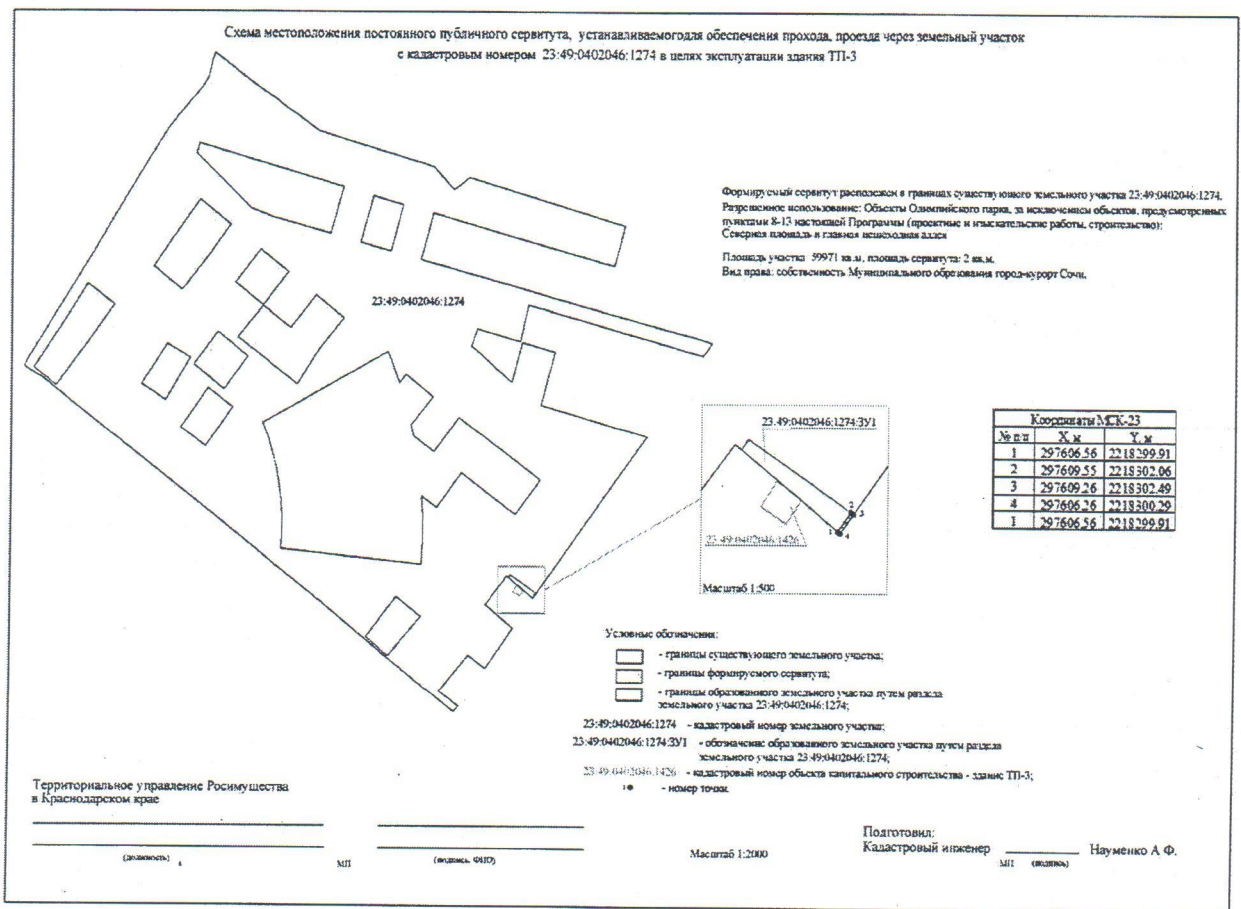 Схема местоположения постоянного публичного сервитута, устанавливаемогодля обеспечения прохода, проезда через земельный участок
с кадастровым номером 23:49:0402046:1274 в целях эксплуатации здания ТП-3
Формируемый сервитут расположен в границах существующего земельного участка 23:49:0402046:1274.
Разрешенное использование: Объекты Олимпийского парка, за исключением объектов, предусмотренных
пунктами 8-13 настоящей Программы (проектные и изыскательские работы, строительство):
Северная площадь и главная пешеходная аллея
Площадь участка 59971 кв.м, площадь сервитута: 2 кв.м.
Вид права: собственность Муниципального образования город-курорт Сочи.
23:49:0402046:1274
23:49:0402046:1274:ЗУ1
2
3
1
4
23:49:0402046:1426
Масштаб 1:500
Координаты МСК-23
№ п/п X, м Y, м
1 297606.56 2218299.91
2 297609.55 2218302.06
3 297609.26 2218302.49
4 297606.26 2218300.29
1 297606.56 2218299.91
Условные обозначения:
- границы существующего земельного участка;
- границы формируемого сервитута;
- границы образованного земельного участка путем раздела
земельного участка 23:49:0402046:1274;
23:49:0402046:1274 - кадастровый номер земельного участка;
23:49:0402046:1274:ЗУ1 - обозначение образованного земельного участка путем раздела
земельного участка 23:49:0402046:1274;
23:49:0402046:1426 - кадастровый номер объекта капитального строительства - здание ТП-3;
1 - номер точки.
Территориальное управление Росимущества
в Краснодарском крае
(должность)
МП
(подпись, ФИО)
Масштаб 1:2000
Подготовил:
Кадастровый инженер Науменко А.Ф.
МП (подпись)